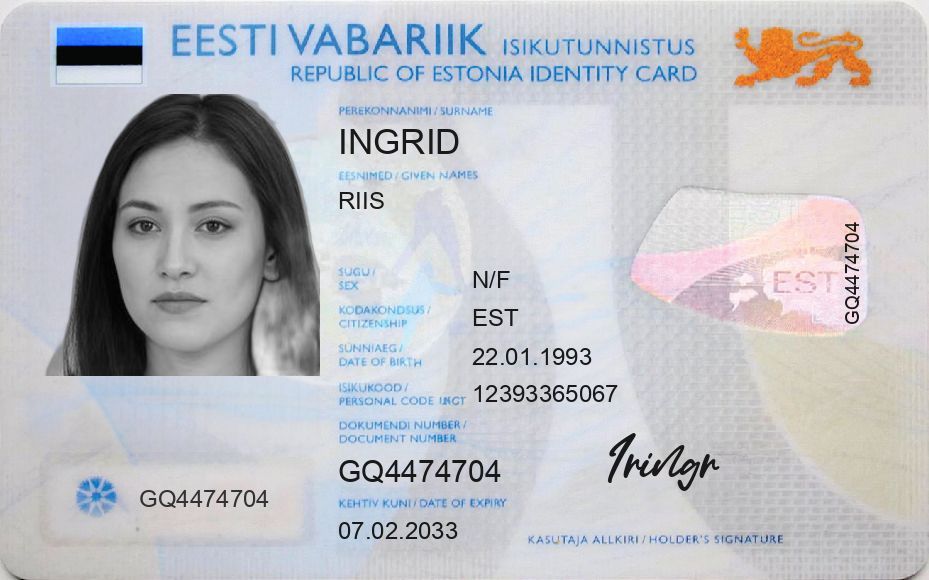 EESTI VABARIIK ISIKUTUNNISTUS
REPUBLIC OF ESTONIA IDENTITY CARD
PEREKONNANIMI / SURNAME
INGRID
EESNIMED / GIVEN NAMES
RIIS
SUGU /
SEX
N/F
KODAKONDSUS /
CITIZENSHIP
EST
SÜNNIAEG /
DATE OF BIRTH
22.01.1993
ISIKUKOOD /
PERSONAL CODE
12393365067
DOKUMENDI NUMBER /
DOCUMENT NUMBER
GQ4474704
KEHTIV KUNI / DATE OF EXPIRY
07.02.2033
GQ4474704
EST
GQ4474704
KASUTAJA ALLKIRI / HOLDER'S SIGNATURE